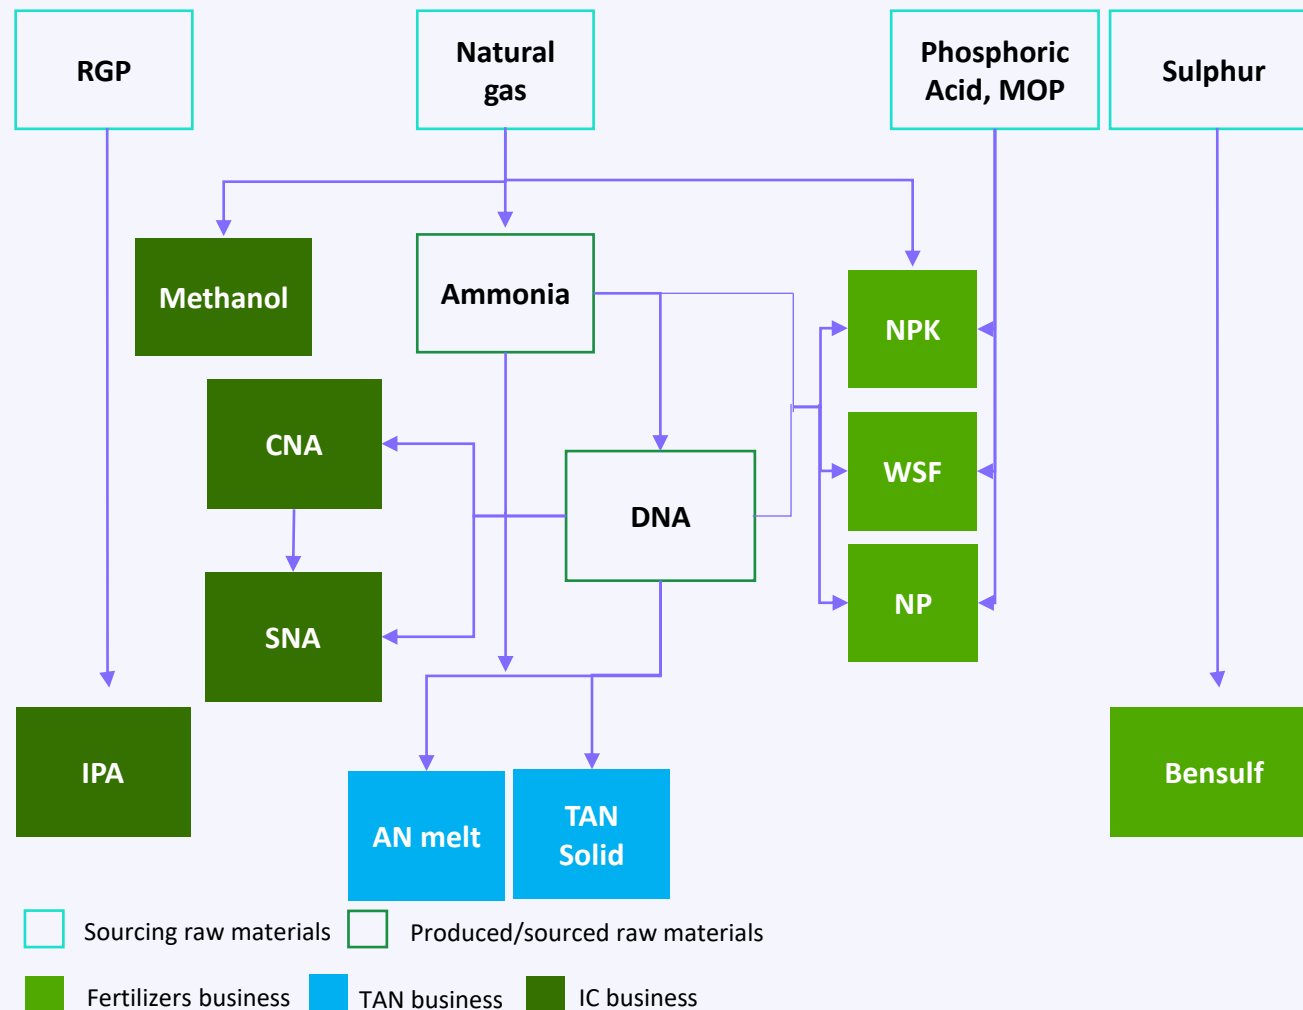 RGP
Natural
gas
Phosphoric
Acid, MOP
Sulphur
Methanol
Ammonia
NPK
CNA
WSF
DNA
NP
SNA
IPA
AN melt
TAN
Solid
Bensulf
Sourcing raw materials
Produced/sourced raw materials
Fertilizers business
TAN business
IC business